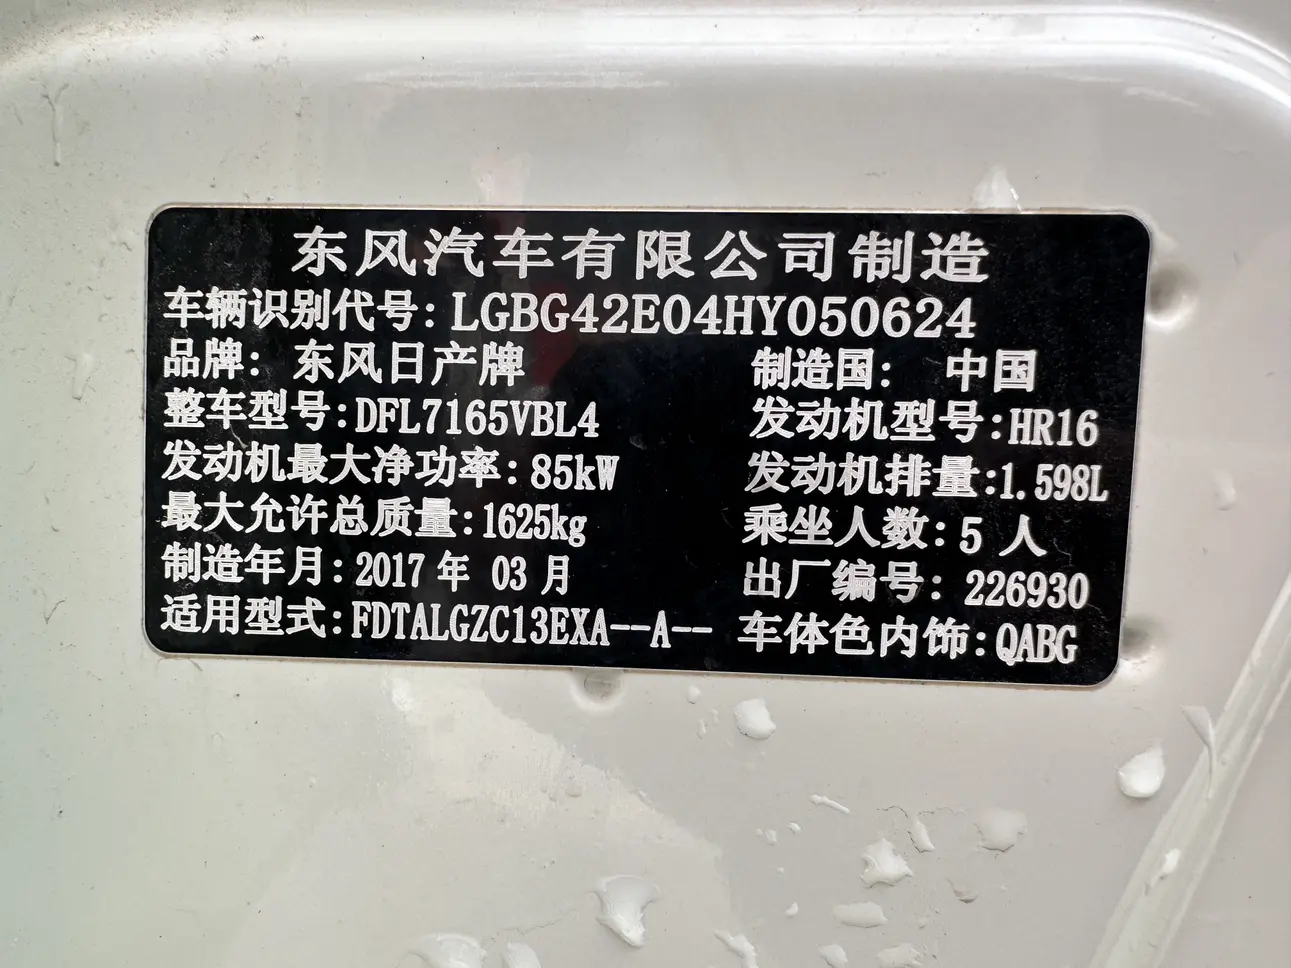 东风汽车有限公司制造
车辆识别代号:LGBG42E04HY050624
品牌: 东风日产牌 制造国: 中国
整车型号:DFL7165VBL4 发动机型号:HR16
发动机最大净功率:85kW 发动机排量:1.598L
最大允许总质量:1625kg 乘坐人数:5 人
制造年月:2017 年 03 月 出厂编号: 226930
适用型式:FDTALGZC13EXA--A-- 车体色内饰:QABG